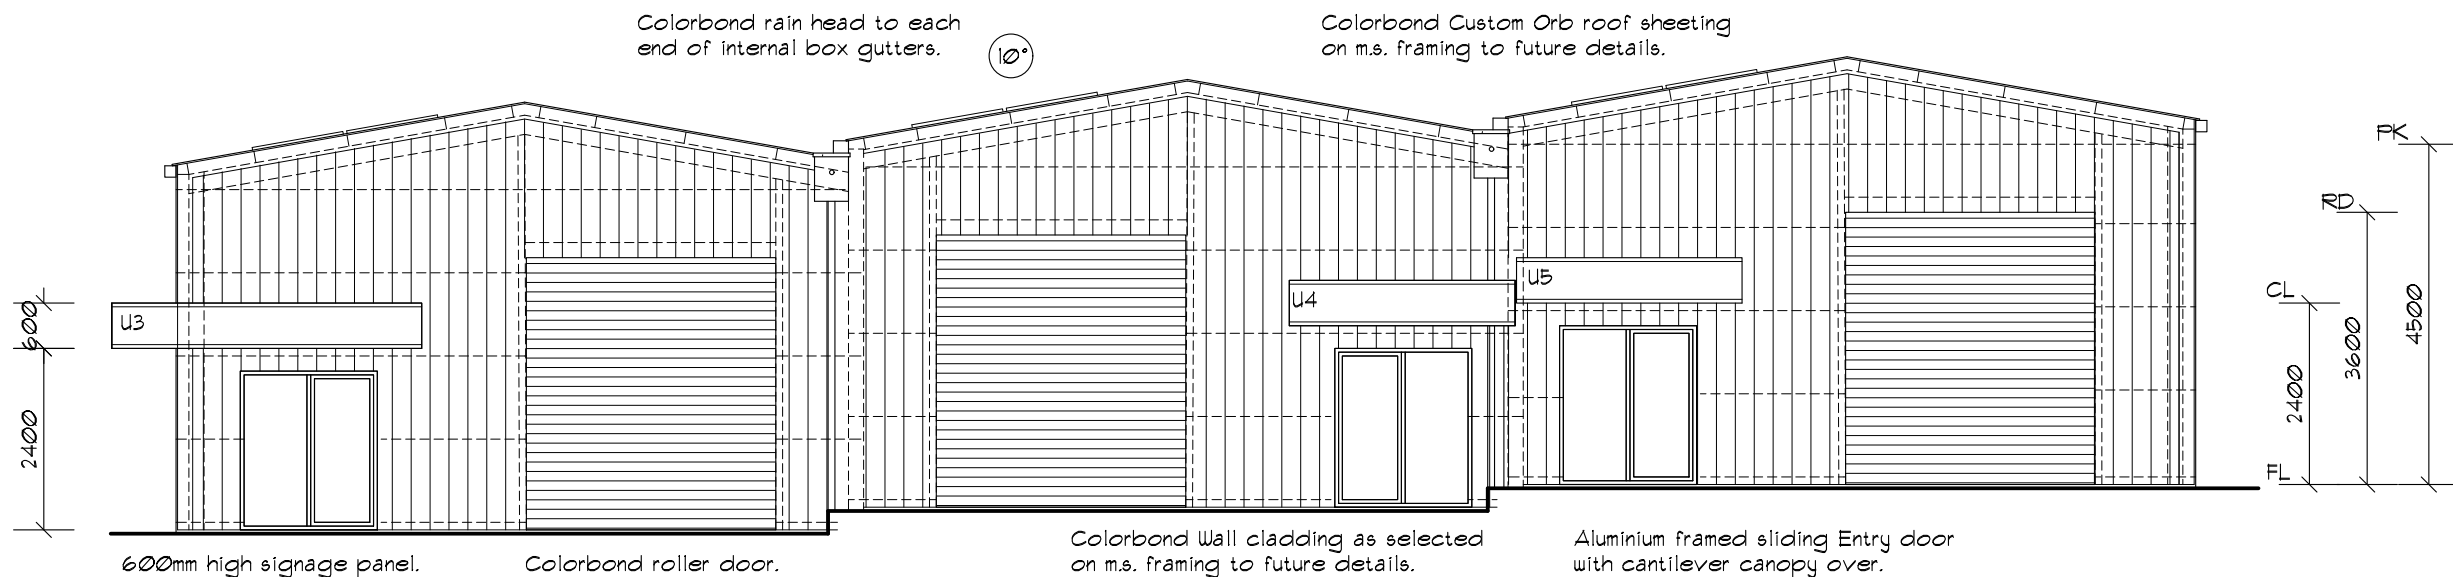 Colorbond rain head to each
end of internal box gutters.
10°
Colorbond Custom Orb roof sheeting
on m.s. framing to future details.
PK
RD
CL
FL
4500
3600
2400
600
2400
U3
U4
U5
600mm high signage panel.
Colorbond roller door.
Colorbond Wall cladding as selected
on m.s. framing to future details.
Aluminium framed sliding Entry door
with cantilever canopy over.